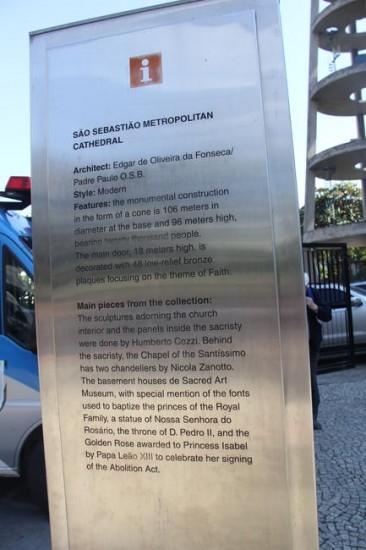 i
SÃO SEBASTIÃO METROPOLITAN
CATHEDRAL
Architect: Edgar de Oliveira da Fonseca/
Padre Paulo O.S.B.
Style: Modern
Features: the monumental construction
in the form of a cone is 106 meters in
diameter at the base and 96 meters high,
bearing twenty thousand people.
The main door, 18 meters high, is
decorated with 48 low-relief bronze
plaques focusing on the theme of Faith.
Main pieces from the collection:
The sculptures adorning the church
interior and the panels inside the sacristy
were done by Humberto Cozzi. Behind
the sacristy, the Chapel of the Santíssimo
has two chandeliers by Nicola Zanotto.
The basement houses de Sacred Art
Museum, with special mention of the fonts
used to baptize the princes of the Royal
Family, a statue of Nossa Senhora do
Rosário, the throne of D. Pedro II, and the
Golden Rose awarded to Princess Isabel
by Papa Leão XIII to celebrate her signing
of the Abolition Act.